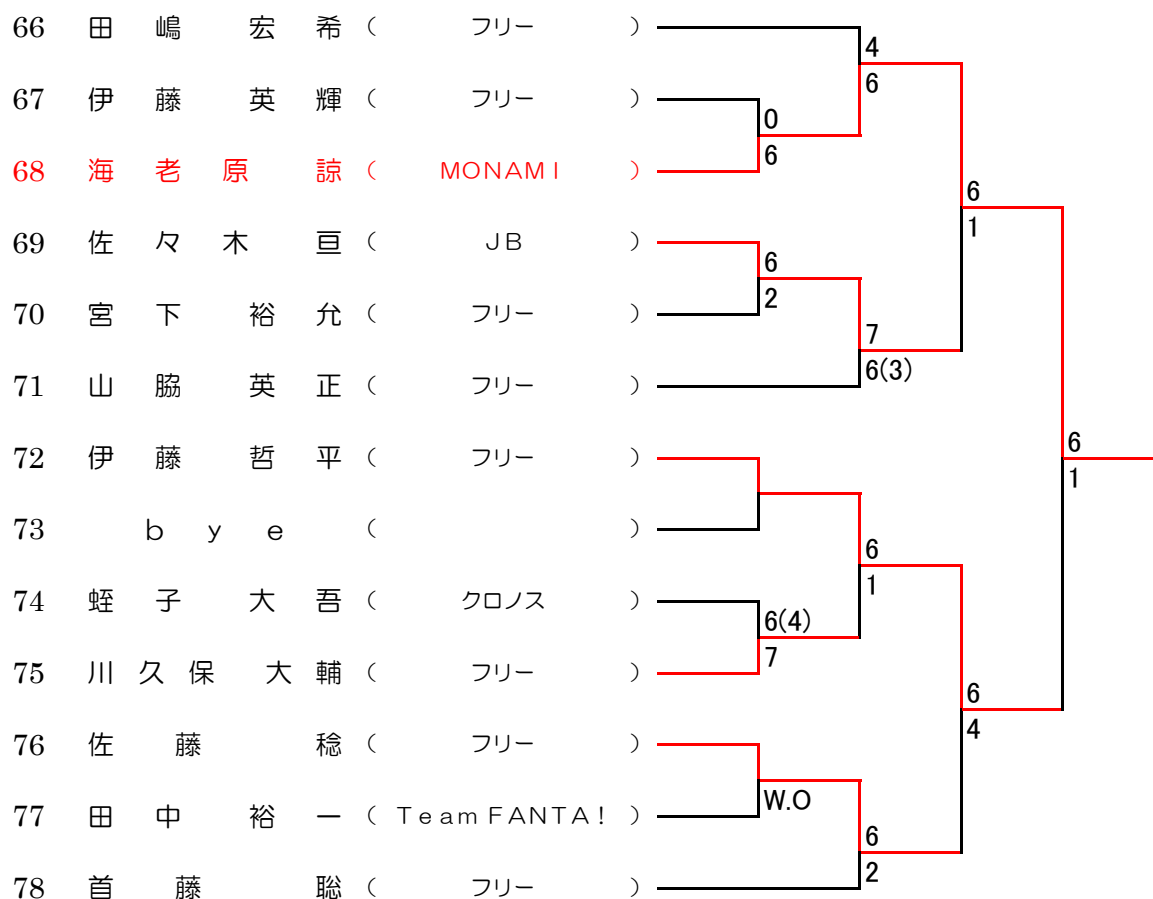 66 田嶋 宏希 ( フリー )
4
67 伊藤 英輝 ( フリー )
6
0
68 海老原 諒 ( MONAMI )
6
6
69 佐々木 亘 ( JB )
1
6
70 宮下 裕允 ( フリー )
2
7
71 山脇 英正 ( フリー )
6(3)
72 伊藤 哲平 ( フリー )
6
1
73 bye ( )
6
74 蛭子 大吾 ( クロノス )
1
6(4)
75 川久保 大輔 ( フリー )
7
6
76 佐藤 稔 ( フリー )
4
77 田中 裕一 ( Team FANTA! )
W.O
6
78 首藤 聡 ( フリー )
2